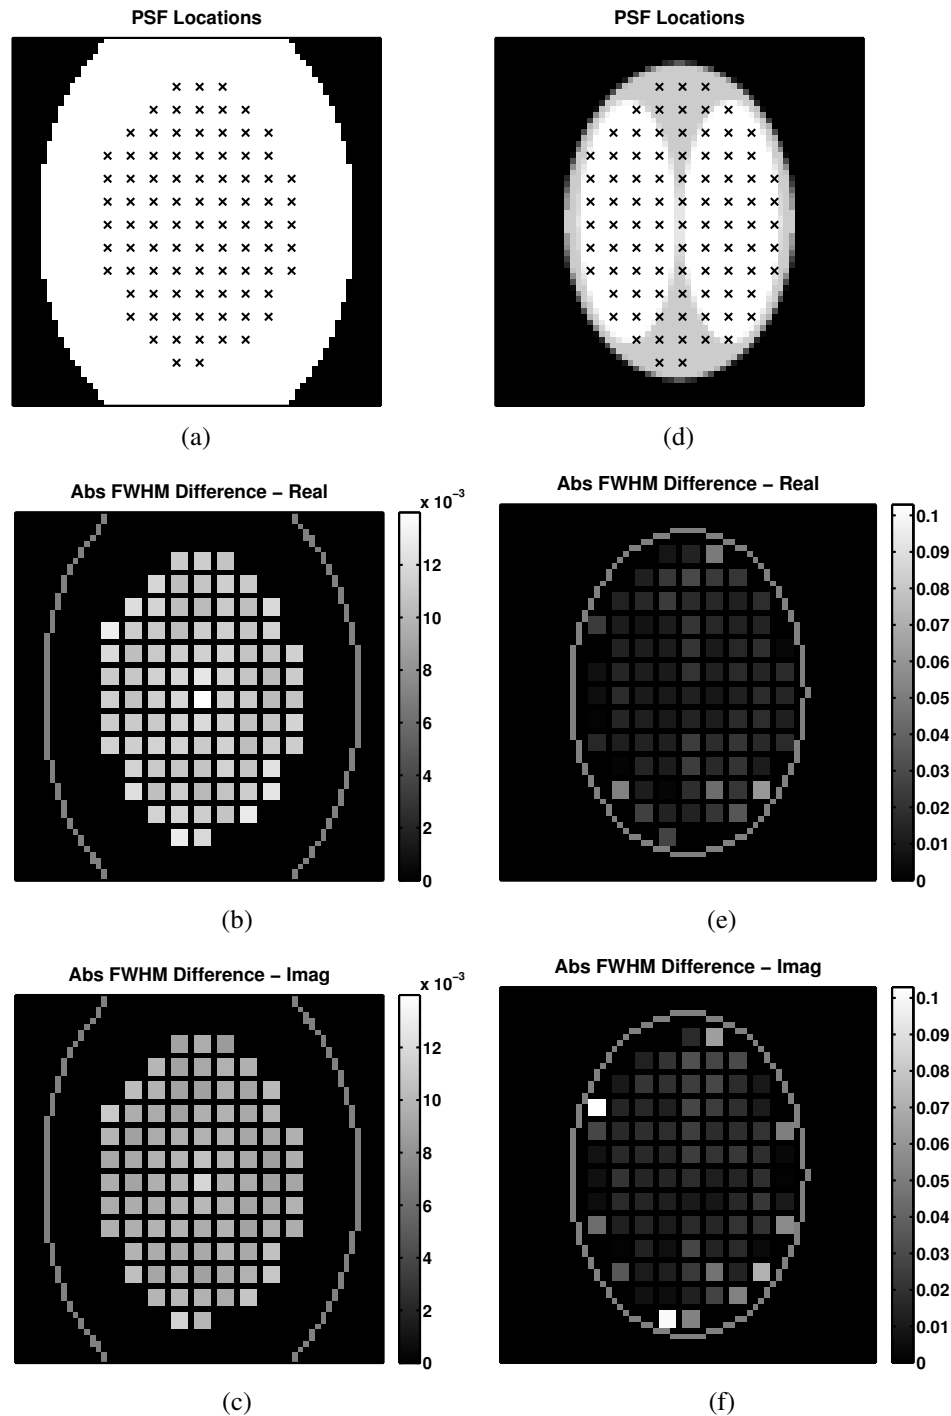 PSF Locations
PSF Locations
(a)
(d)
Abs FWHM Difference – Real
x 10⁻³
12
10
8
6
4
2
0
(b)
Abs FWHM Difference – Real
0.1
0.09
0.08
0.07
0.06
0.05
0.04
0.03
0.02
0.01
0
(e)
Abs FWHM Difference – Imag
x 10⁻³
12
10
8
6
4
2
0
(c)
Abs FWHM Difference – Imag
0.1
0.09
0.08
0.07
0.06
0.05
0.04
0.03
0.02
0.01
0
(f)